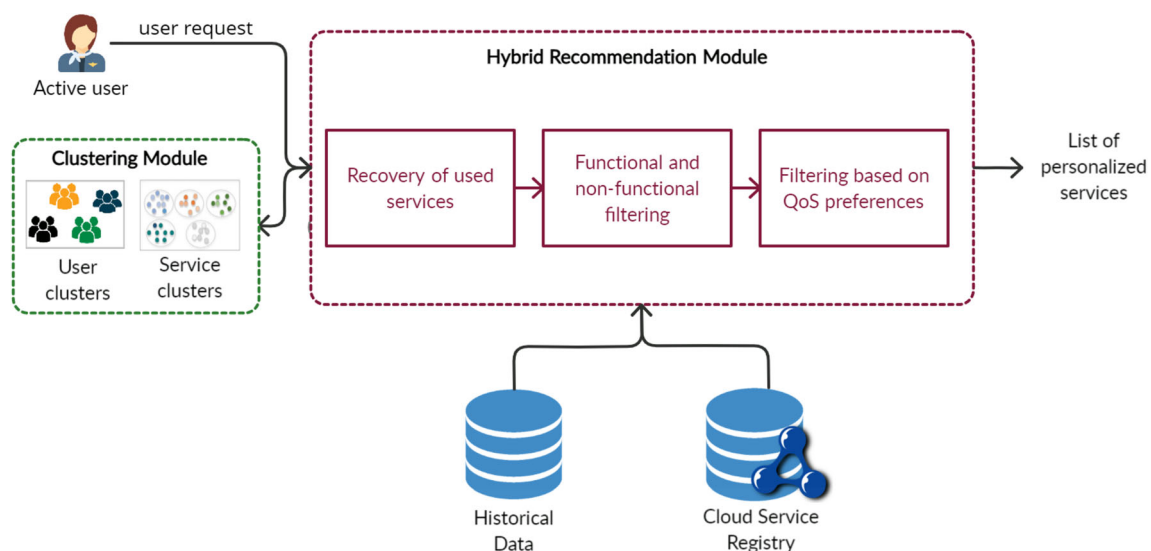 user request
Active user
Hybrid Recommendation Module
Clustering Module
User
clusters
Service
clusters
Recovery of used
services
Functional and
non-functional
filtering
Filtering based on
QoS preferences
List of
personalized
services
Historical
Data
Cloud Service
Registry